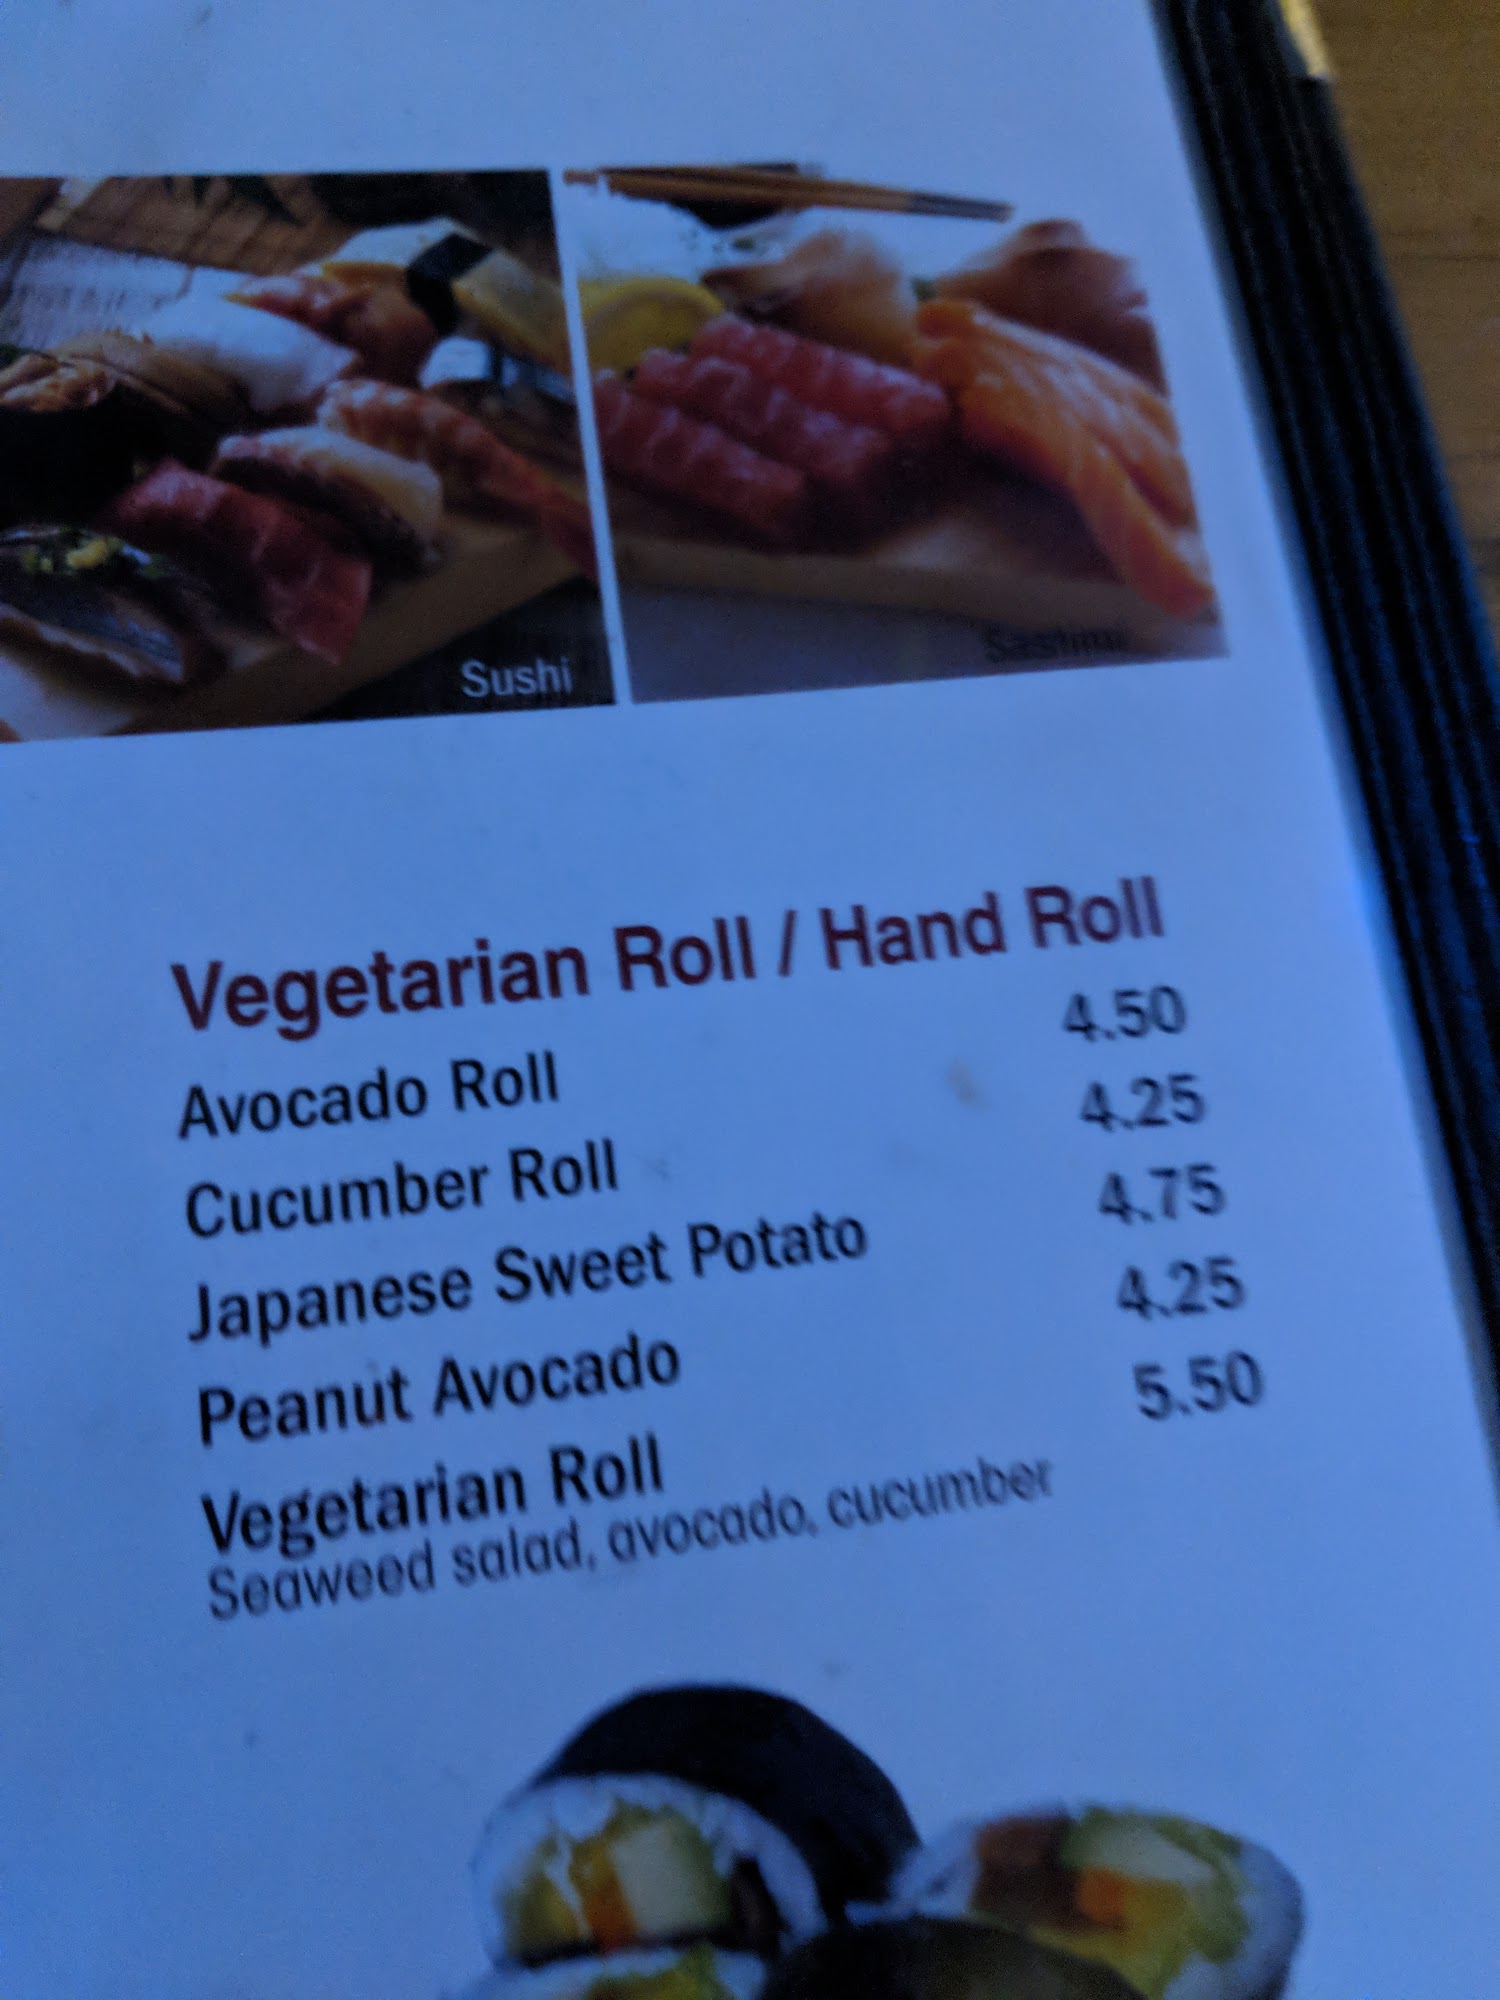 Sushi
Sashimi
Vegetarian Roll / Hand Roll
Avocado Roll 4.50
Cucumber Roll 4.25
Japanese Sweet Potato 4.75
Peanut Avocado 4.25
Vegetarian Roll 5.50
Seaweed salad, avocado, cucumber